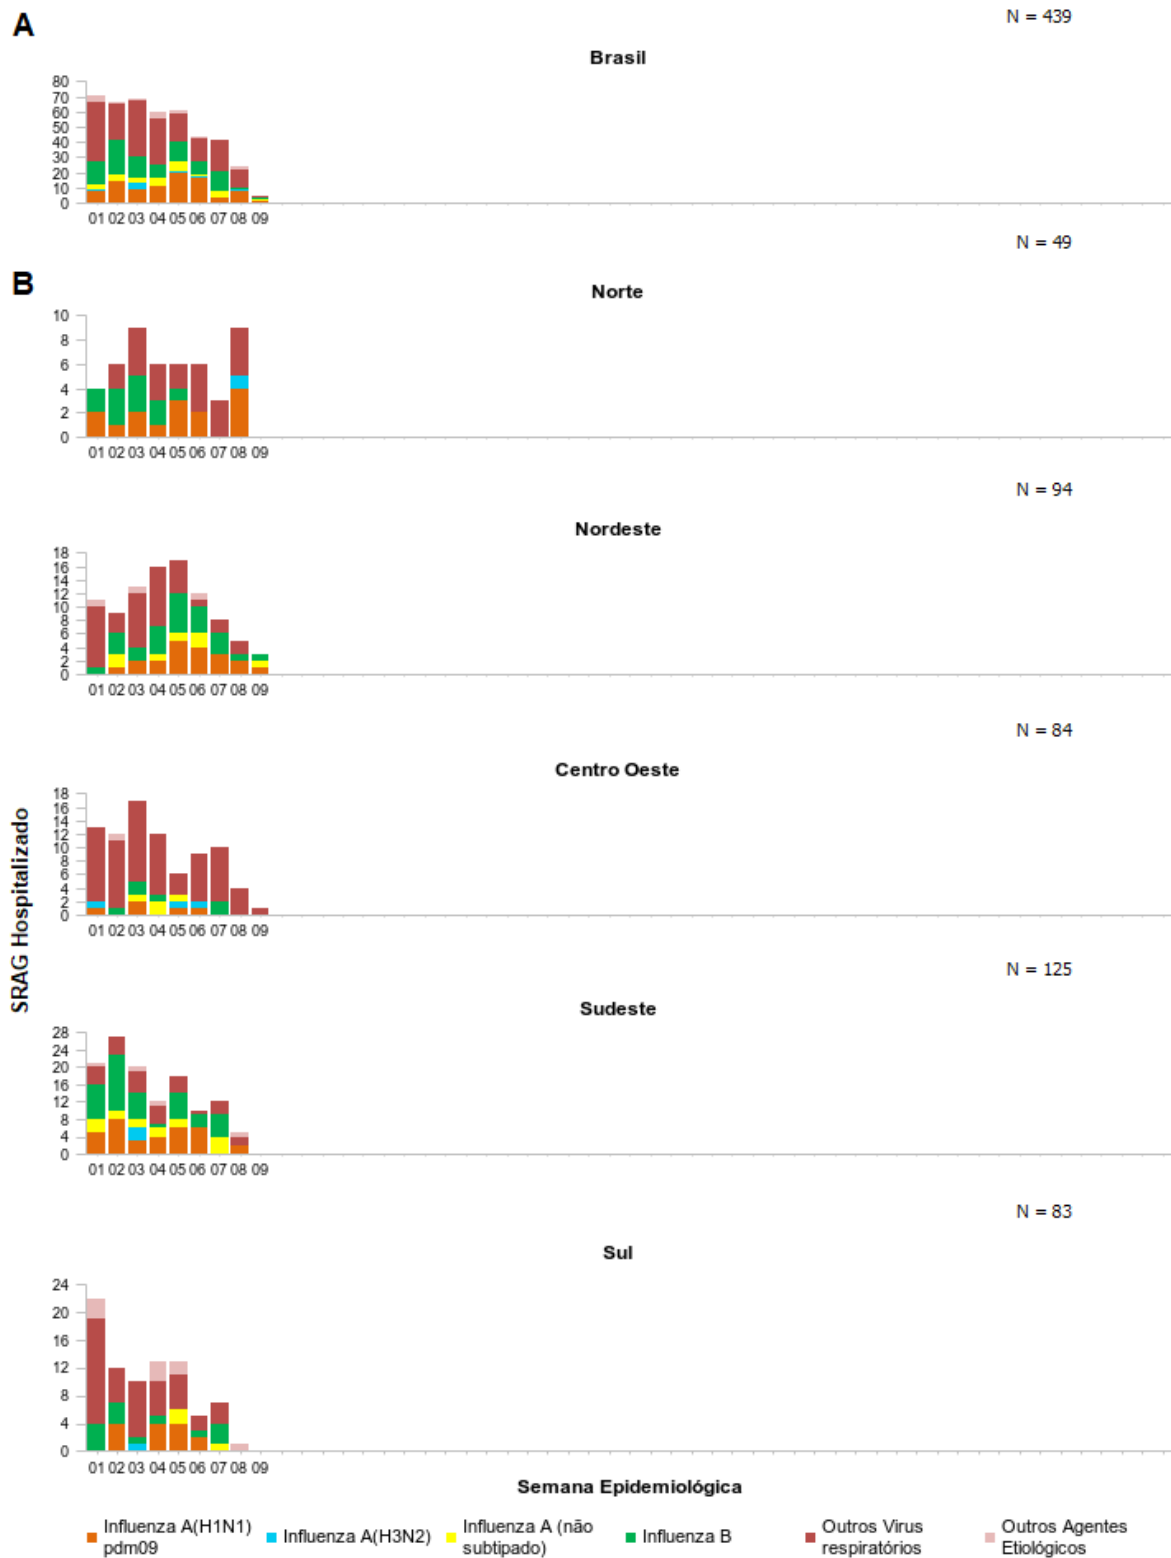 A
N = 439
Brasil
80
70
60
50
40
30
20
10
0
01 02 03 04 05 06 07 08 09
N = 49
B
Norte
10
8
6
4
2
0
01 02 03 04 05 06 07 08 09
N = 94
Nordeste
18
16
14
12
10
8
6
4
2
0
01 02 03 04 05 06 07 08 09
N = 84
Centro Oeste
18
16
14
12
10
8
6
4
2
0
01 02 03 04 05 06 07 08 09
SRAG Hospitalizado
N = 125
Sudeste
28
24
20
16
12
8
4
0
01 02 03 04 05 06 07 08 09
N = 83
Sul
24
20
16
12
8
4
0
01 02 03 04 05 06 07 08 09
Semana Epidemiológica
Influenza A(H1N1)
pdm09
Influenza A(H3N2)
Influenza A (não
subtipado)
Influenza B
Outros Virus
respiratórios
Outros Agentes
Etiológicos